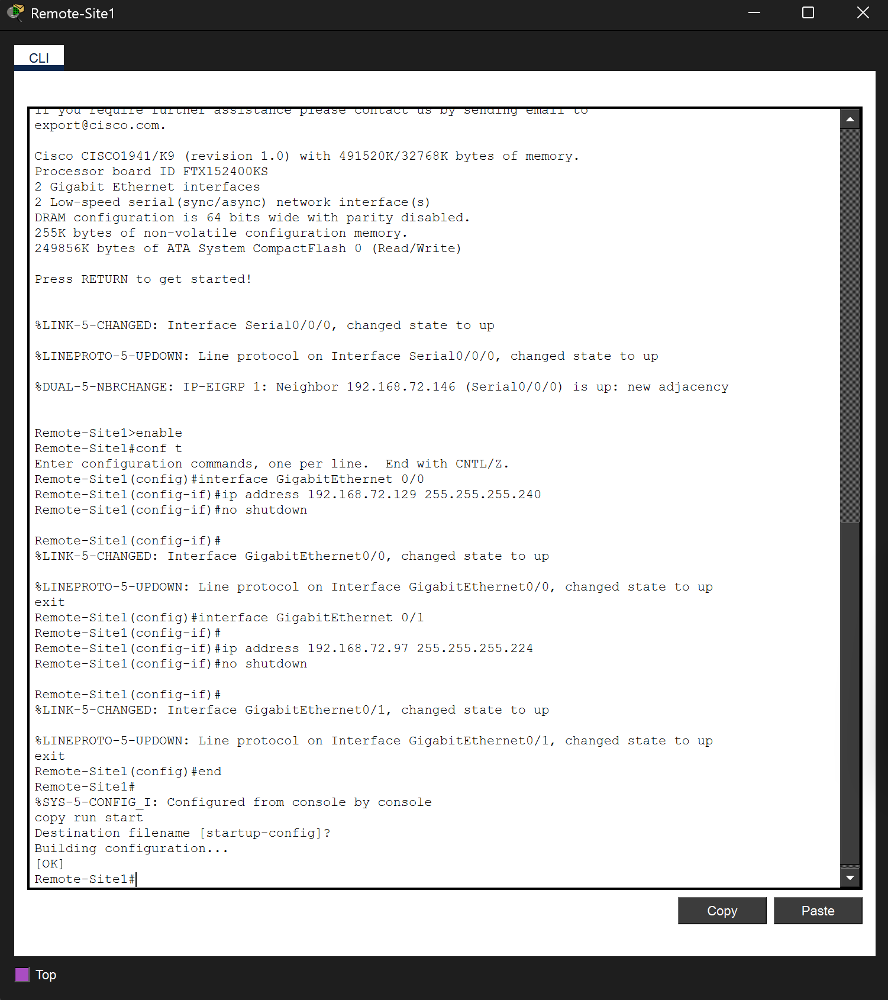 Remote-Site1
CLI
If you require further assistance please contact us by sending email to
export@cisco.com.
Cisco CISCO1941/K9 (revision 1.0) with 491520K/32768K bytes of memory.
Processor board ID FTX152400KS
2 Gigabit Ethernet interfaces
2 Low-speed serial(sync/async) network interface(s)
DRAM configuration is 64 bits wide with parity disabled.
255K bytes of non-volatile configuration memory.
249856K bytes of ATA System CompactFlash 0 (Read/Write)
Press RETURN to get started!
%LINK-5-CHANGED: Interface Serial0/0/0, changed state to up
%LINEPROTO-5-UPDOWN: Line protocol on Interface Serial0/0/0, changed state to up
%DUAL-5-NBRCHANGE: IP-EIGRP 1: Neighbor 192.168.72.146 (Serial0/0/0) is up: new adjacency
Remote-Site1>enable
Remote-Site1#conf t
Enter configuration commands, one per line.  End with CNTL/Z.
Remote-Site1(config)#interface GigabitEthernet 0/0
Remote-Site1(config-if)#ip address 192.168.72.129 255.255.255.240
Remote-Site1(config-if)#no shutdown
Remote-Site1(config-if)#
%LINK-5-CHANGED: Interface GigabitEthernet0/0, changed state to up
%LINEPROTO-5-UPDOWN: Line protocol on Interface GigabitEthernet0/0, changed state to up
exit
Remote-Site1(config)#interface GigabitEthernet 0/1
Remote-Site1(config-if)#
Remote-Site1(config-if)#ip address 192.168.72.97 255.255.255.224
Remote-Site1(config-if)#no shutdown
Remote-Site1(config-if)#
%LINK-5-CHANGED: Interface GigabitEthernet0/1, changed state to up
%LINEPROTO-5-UPDOWN: Line protocol on Interface GigabitEthernet0/1, changed state to up
exit
Remote-Site1(config)#end
Remote-Site1#
%SYS-5-CONFIG_I: Configured from console by console
copy run start
Destination filename [startup-config]?
Building configuration...
[OK]
Remote-Site1#
Copy
Paste
Top